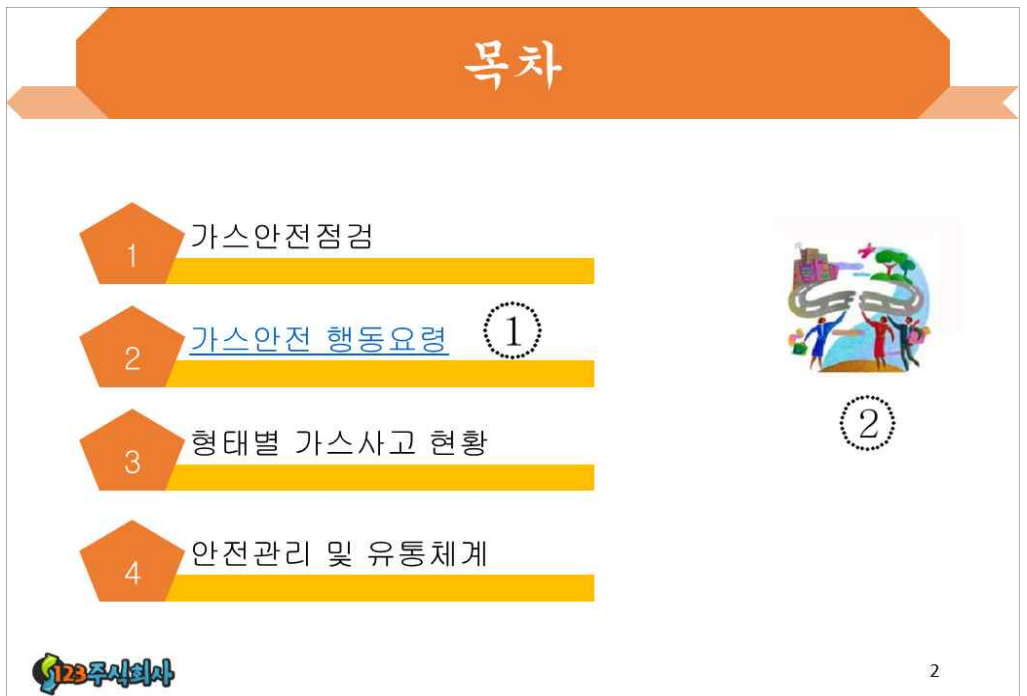 목차
1
가스안전점검
2
가스안전 행동요령
①
3
형태별 가스사고 현황
②
4
안전관리 및 유통체계
123주식회사
2